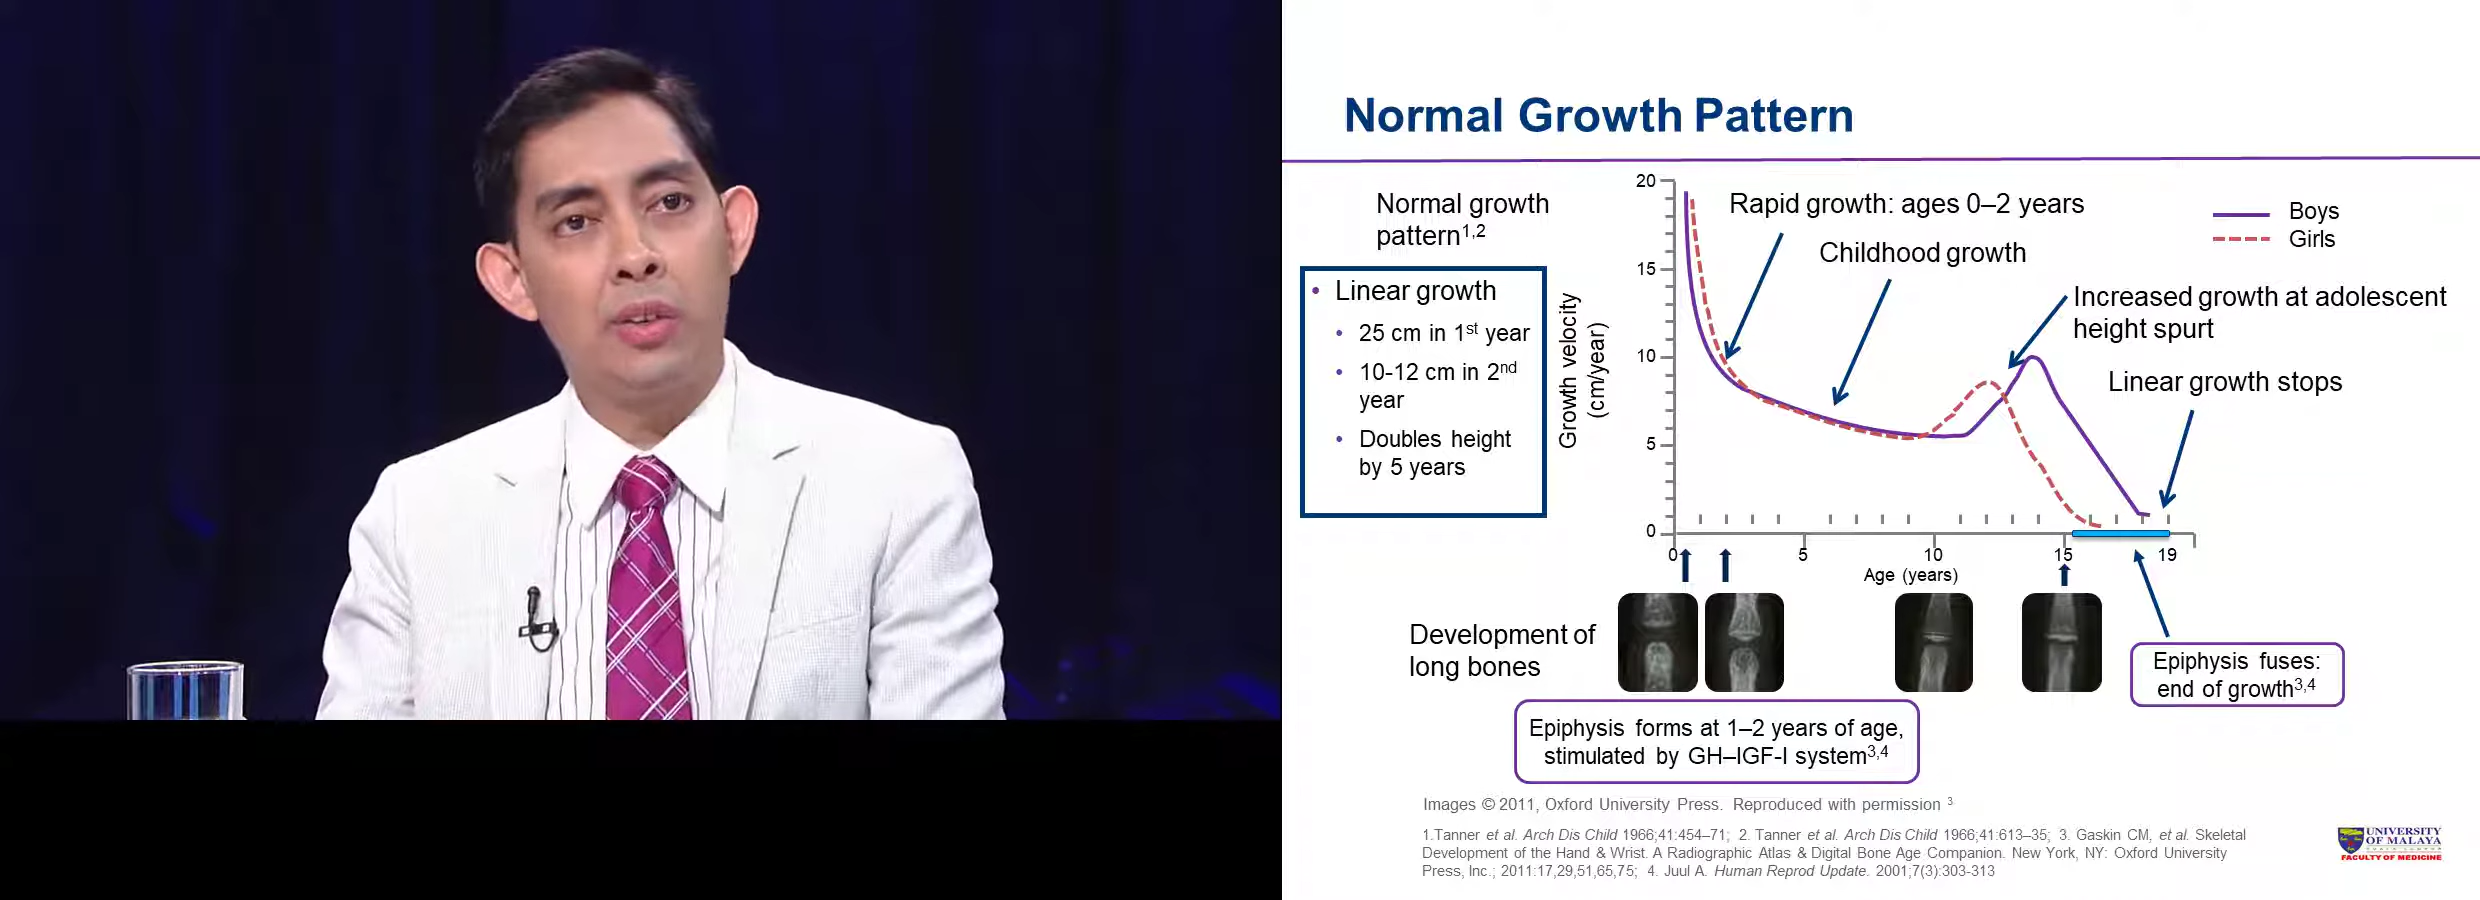 Normal Growth Pattern
Normal growth
pattern1,2
• Linear growth
• 25 cm in 1st year
• 10-12 cm in 2nd
year
• Doubles height
by 5 years
Growth velocity
(cm/year)
20
15
10
5
0
Rapid growth: ages 0–2 years
Childhood growth
Boys
Girls
Increased growth at adolescent
height spurt
Linear growth stops
0 5 10 15 19
Age (years)
Development of
long bones
Epiphysis fuses:
end of growth3,4
Epiphysis forms at 1–2 years of age,
stimulated by GH–IGF-I system3,4
Images © 2011, Oxford University Press. Reproduced with permission 3
1.Tanner et al. Arch Dis Child 1966;41:454–71; 2. Tanner et al. Arch Dis Child 1966;41:613–35; 3. Gaskin CM, et al. Skeletal
Development of the Hand & Wrist. A Radiographic Atlas & Digital Bone Age Companion. New York, NY: Oxford University
Press, Inc.; 2011:17,29,51,65,75; 4. Juul A. Human Reprod Update. 2001;7(3):303-313
UNIVERSITY
OF MALAYA
FACULTY OF MEDICINE